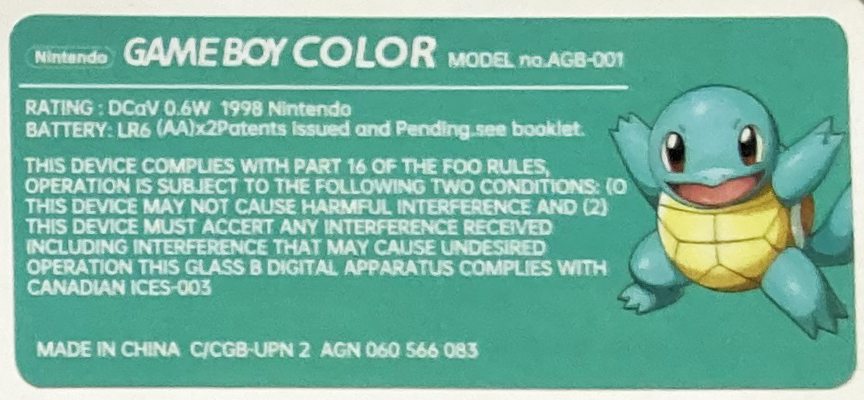 Nintendo GAME BOY COLOR MODEL no.AGB-001
RATING : DCaV 0.6W 1998 Nintendo
BATTERY: LR6 (AA)x2Patents issued and Pending.see booklet.
THIS DEVICE COMPLIES WITH PART 16 OF THE FOO RULES,
OPERATION IS SUBJECT TO THE FOLLOWING TWO CONDITIONS: (O
THIS DEVICE MAY NOT CAUSE HARMFUL INTERFERENCE AND (2)
THIS DEVICE MUST ACCERT ANY INTERFERENCE RECEIVED
INCLUDING INTERFERENCE THAT MAY CAUSE UNDESIRED
OPERATION THIS GLASS B DIGITAL APPARATUS COMPLIES WITH
CANADIAN ICES-003
MADE IN CHINA C/CGB-UPN 2 AGN 060 566 083